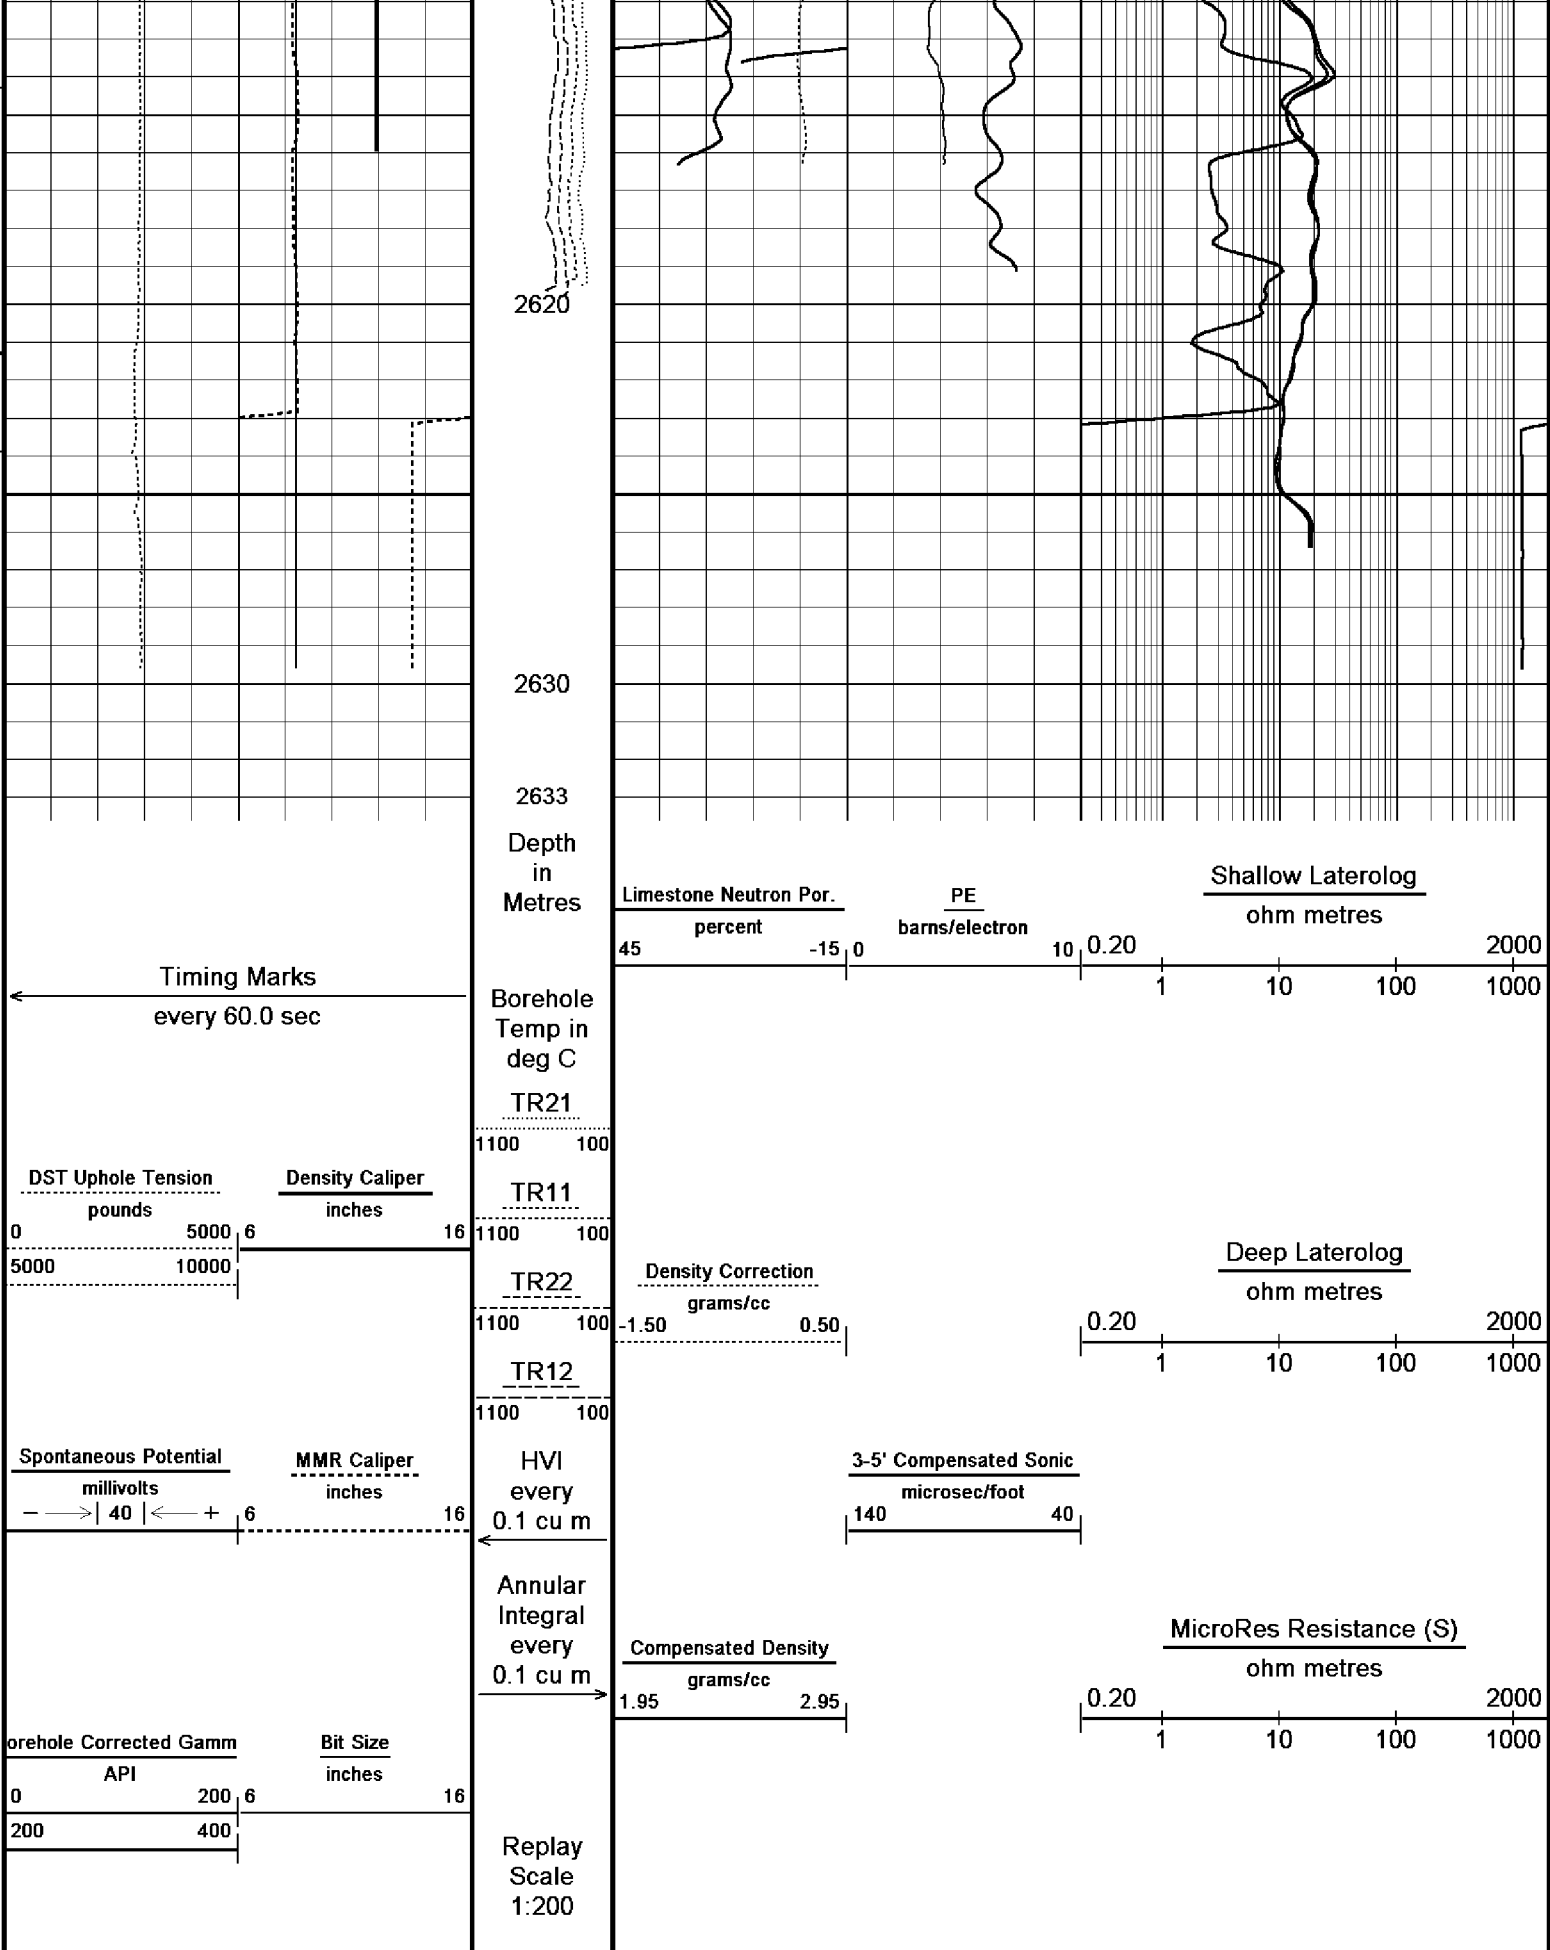 2620
2630
2633
Depth
in
Metres
Limestone Neutron Por.
percent
45 -15
PE
barns/electron
0 10
Shallow Laterolog
ohm metres
0.20 2000
1 10 100 1000
Timing Marks
every 60.0 sec
Borehole
Temp in
deg C
TR21
1100 100
DST Uphole Tension
pounds
0 5000
5000 10000
Density Caliper
inches
6 16
TR11
1100 100
TR22
1100 100
Density Correction
grams/cc
-1.50 0.50
Deep Laterolog
ohm metres
0.20 2000
1 10 100 1000
TR12
1100 100
Spontaneous Potential
millivolts
− 40 +
MMR Caliper
inches
6 16
HVI
every
0.1 cu m
3-5' Compensated Sonic
microsec/foot
140 40
Annular
Integral
every
0.1 cu m
Compensated Density
grams/cc
1.95 2.95
MicroRes Resistance (S)
ohm metres
0.20 2000
1 10 100 1000
orehole Corrected Gamm
API
0 200
200 400
Bit Size
inches
6 16
Replay
Scale
1:200